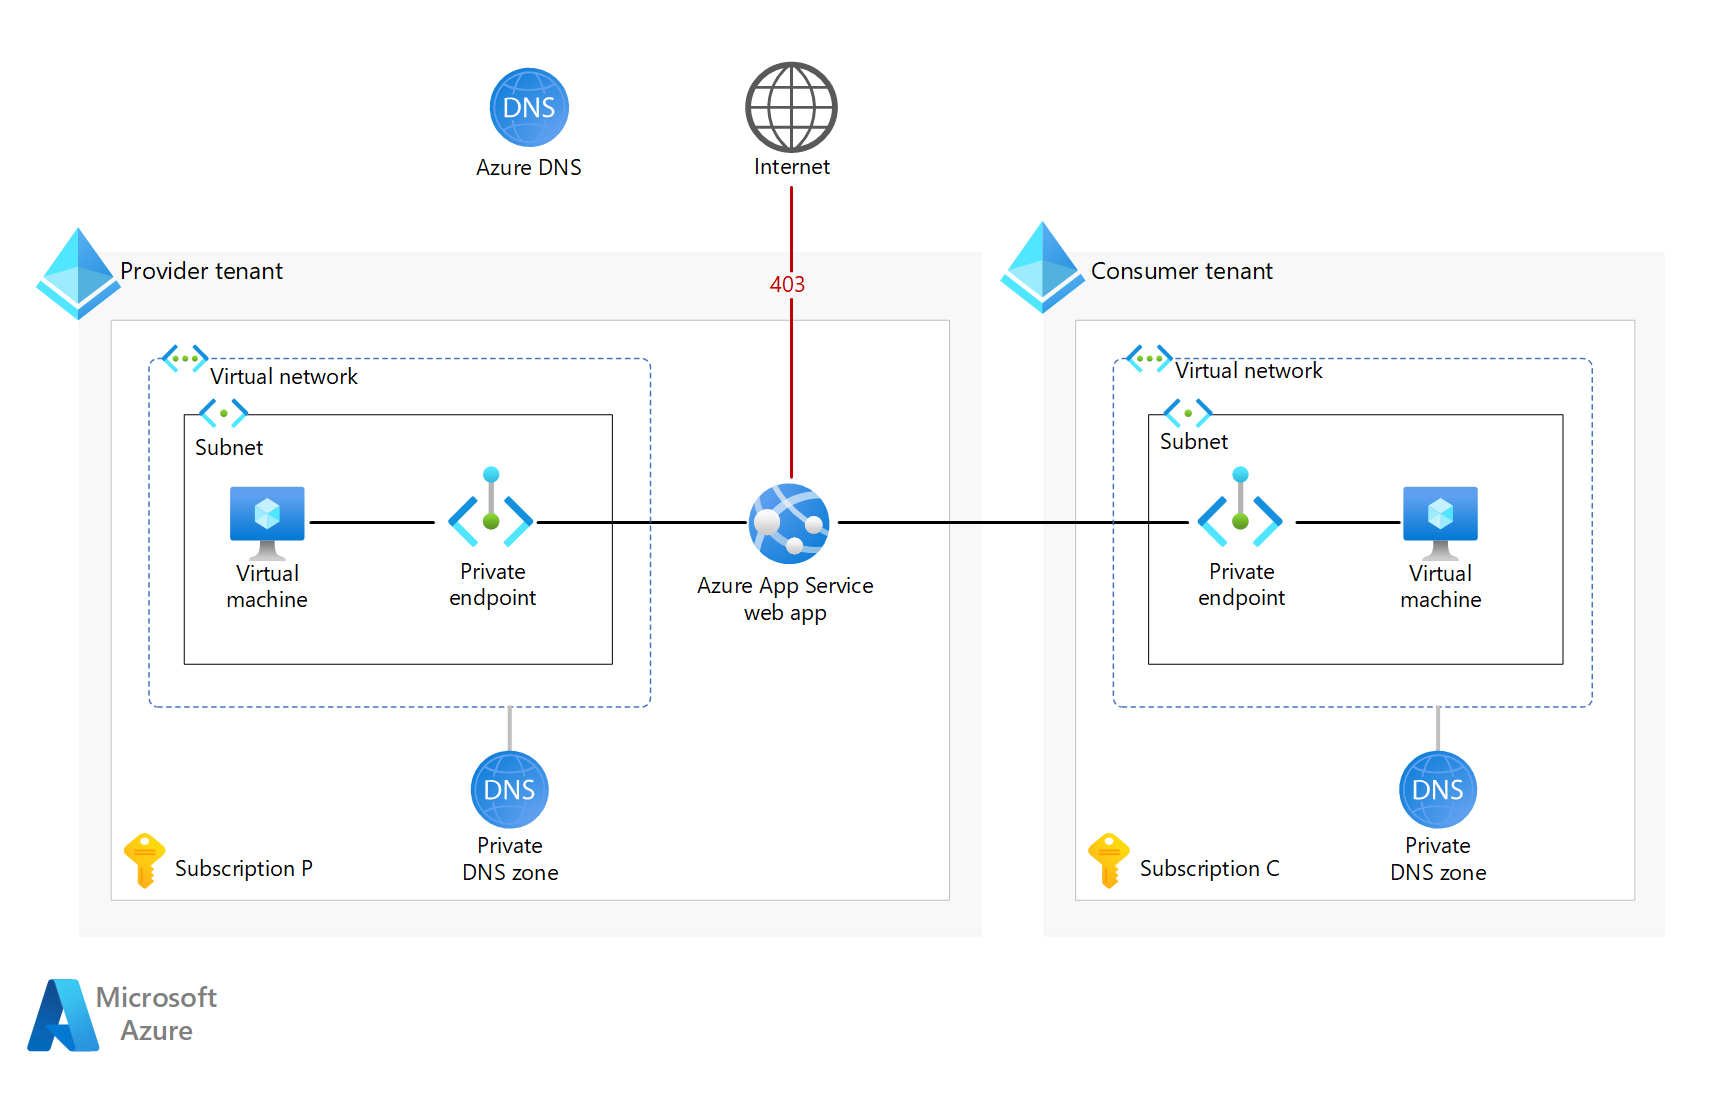 DNS
Azure DNS
Internet
Provider tenant
403
Consumer tenant
Virtual network
Subnet
Virtual
machine
Private
endpoint
Azure App Service
web app
Virtual network
Subnet
Private
endpoint
Virtual
machine
DNS
Private
DNS zone
Subscription P
DNS
Private
DNS zone
Subscription C
Microsoft
Azure